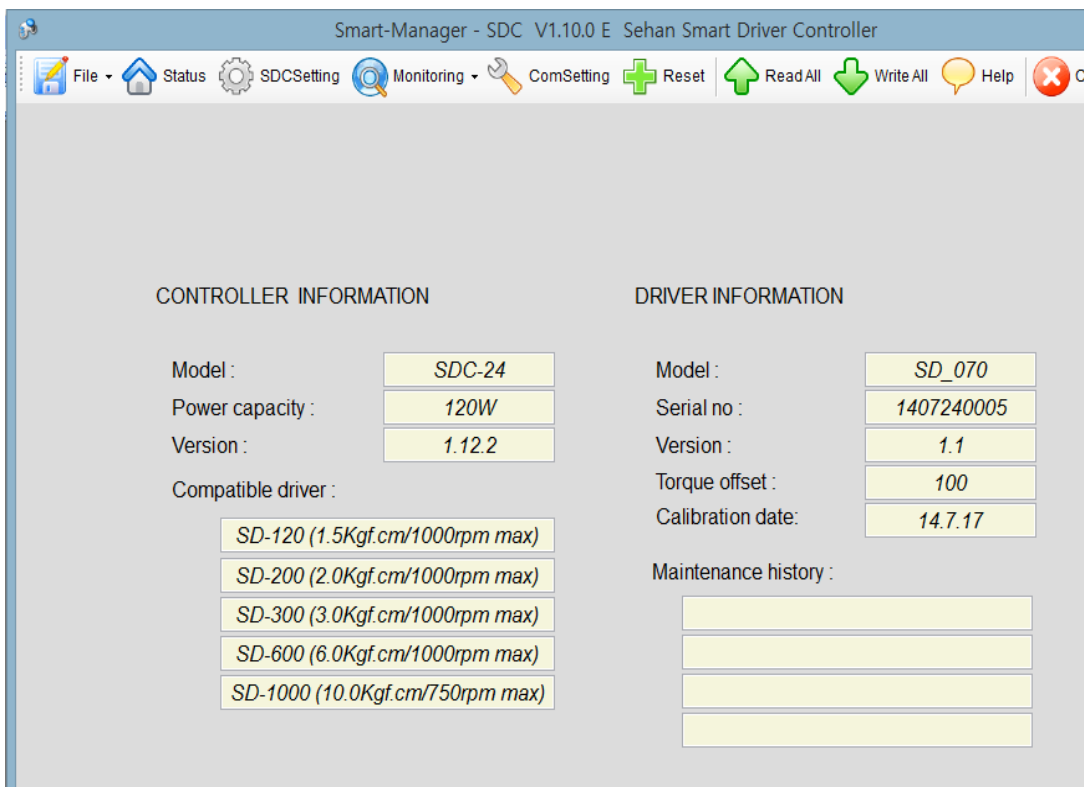 Smart-Manager - SDC V1.10.0 E Sehan Smart Driver Controller
File Status SDCSetting Monitoring ComSetting Reset Read All Write All Help
CONTROLLER INFORMATION
Model :
SDC-24
Power capacity :
120W
Version :
1.12.2
Compatible driver :
SD-120 (1.5Kgf.cm/1000rpm max)
SD-200 (2.0Kgf.cm/1000rpm max)
SD-300 (3.0Kgf.cm/1000rpm max)
SD-600 (6.0Kgf.cm/1000rpm max)
SD-1000 (10.0Kgf.cm/750rpm max)
DRIVER INFORMATION
Model :
SD_070
Serial no :
1407240005
Version :
1.1
Torque offset :
100
Calibration date:
14.7.17
Maintenance history :